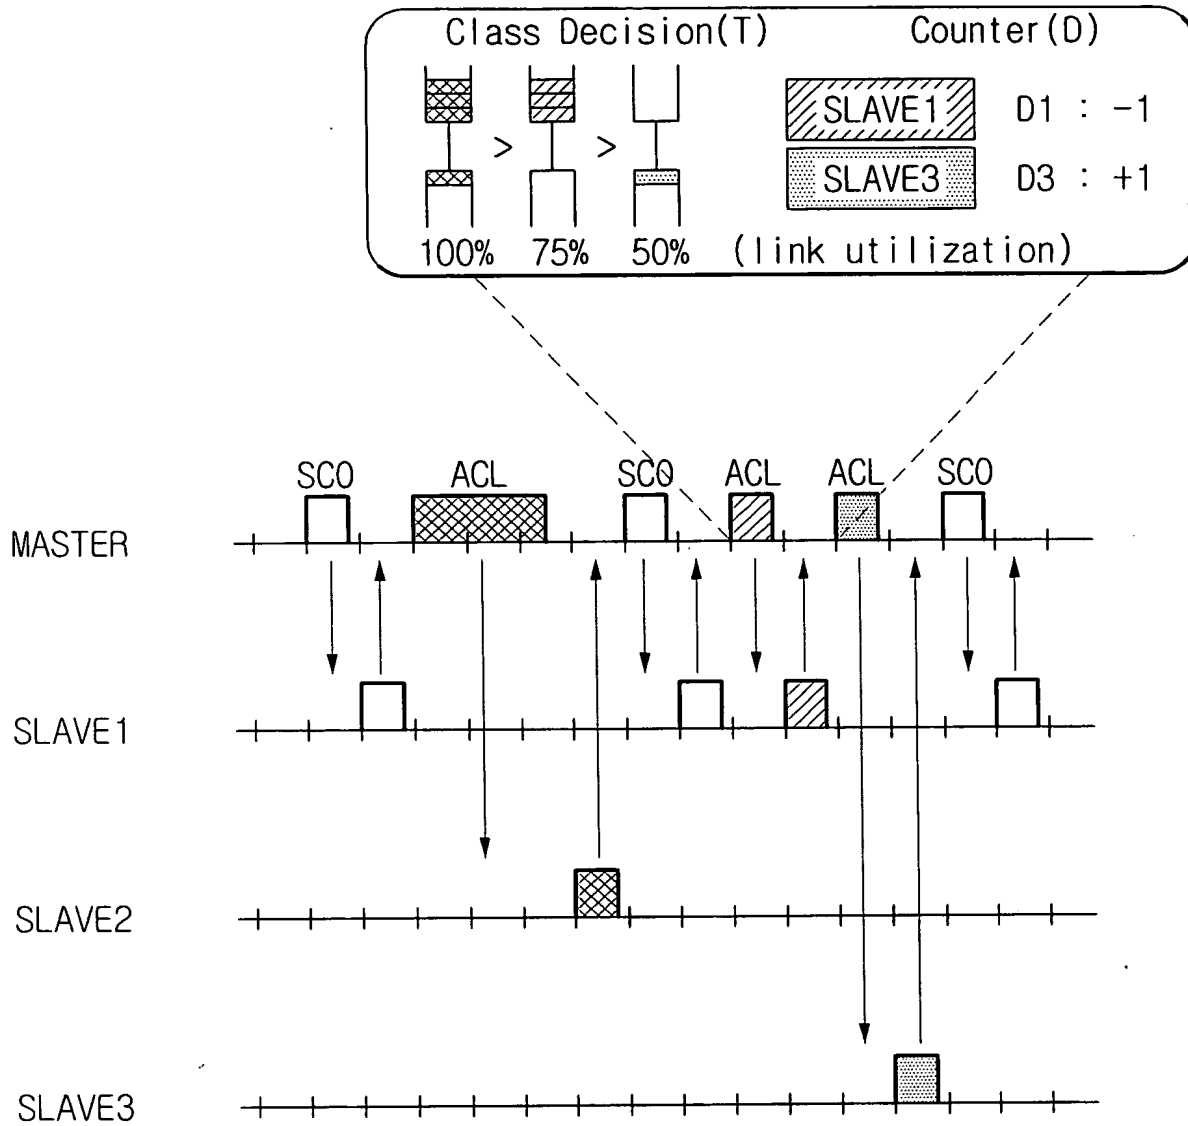 Class Decision(T) Counter(D)
> >
SLAVE1 D1 : -1
SLAVE3 D3 : +1
100% 75% 50% (link utilization)
SCO ACL SCO ACL ACL SCO
MASTER
SLAVE1
SLAVE2
SLAVE3